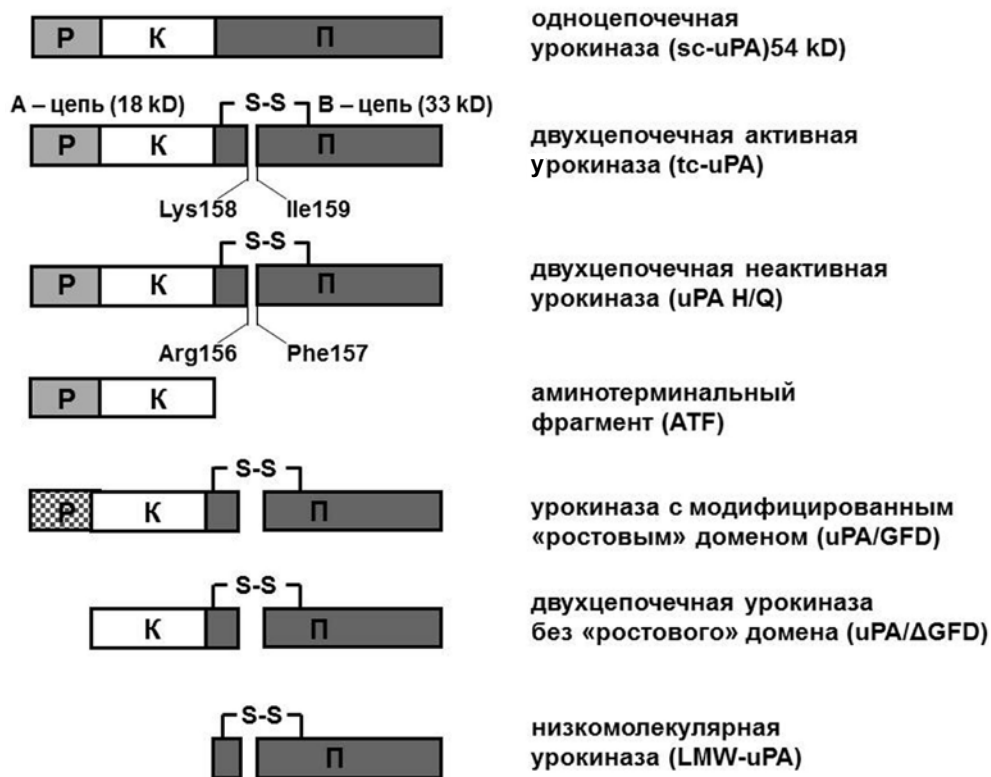 Р К П
одноцепочечная
урокиназа (sc-uPA)54 kD)
А – цепь (18 kD) S-S В – цепь (33 kD)
Р К П
двухцепочечная активная
урокиназа (tc-uPA)
Lys158 Ile159
S-S
Р К П
двухцепочечная неактивная
урокиназа (uPA H/Q)
Arg156 Phe157
Р К
аминотерминальный
фрагмент (ATF)
S-S
Р К П
урокиназа с модифицированным
«ростовым» доменом (uPA/GFD)
S-S
К П
двухцепочечная урокиназа
без «ростового» домена (uPA/ΔGFD)
S-S
П
низкомолекулярная
урокиназа (LMW-uPA)